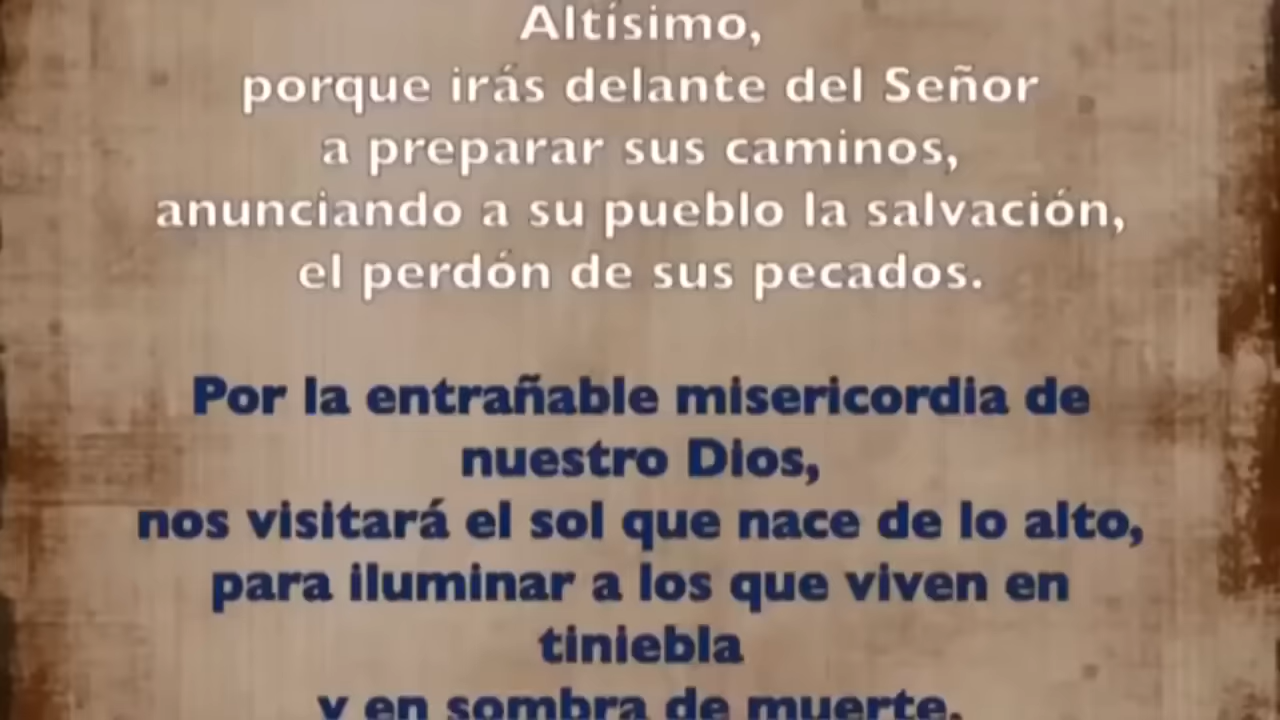 Altísimo,
porque irás delante del Señor
a preparar sus caminos,
anunciando a su pueblo la salvación,
el perdón de sus pecados.
Por la entrañable misericordia de
nuestro Dios,
nos visitará el sol que nace de lo alto,
para iluminar a los que viven en
tiniebla
y en sombra de muerte,